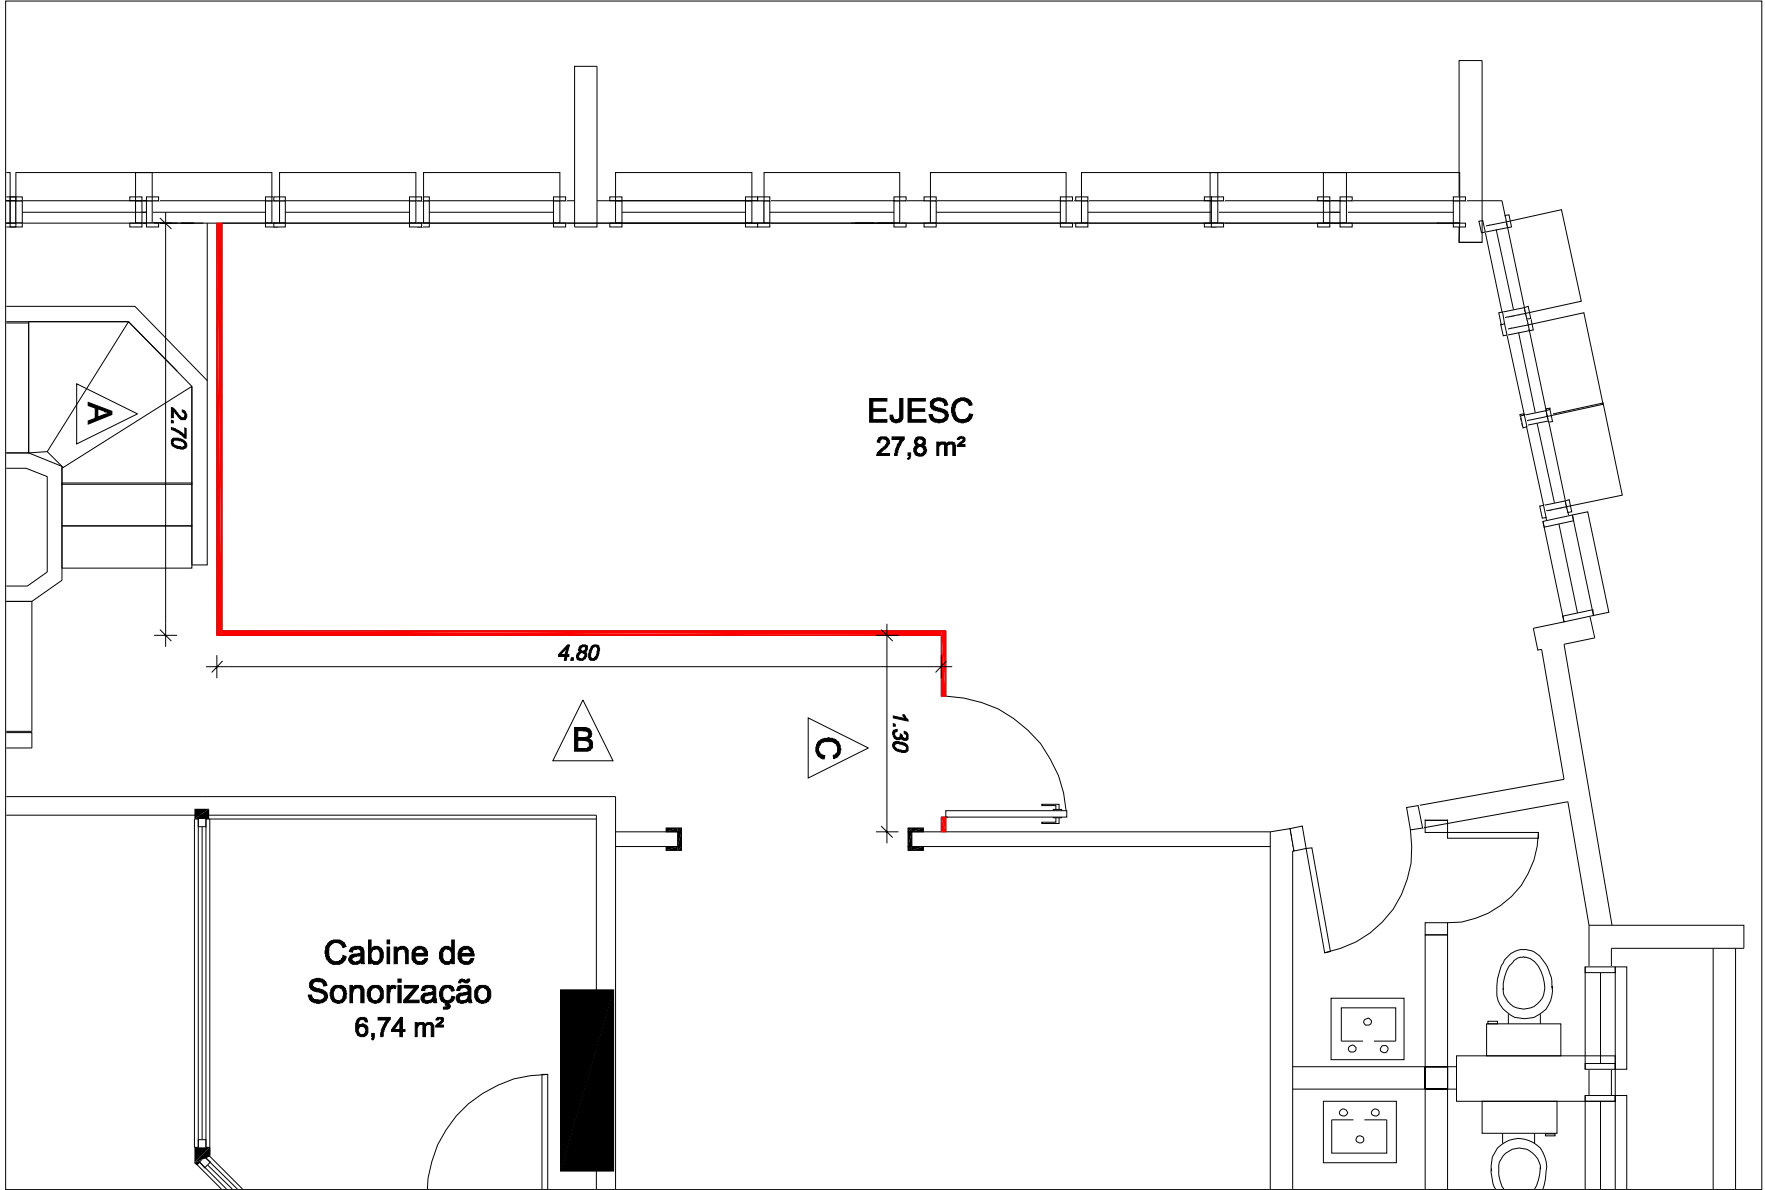 A
2.70
EJESC
27,8 m²
4.80
B
C
1.30
Cabine de
Sonorização
6,74 m²